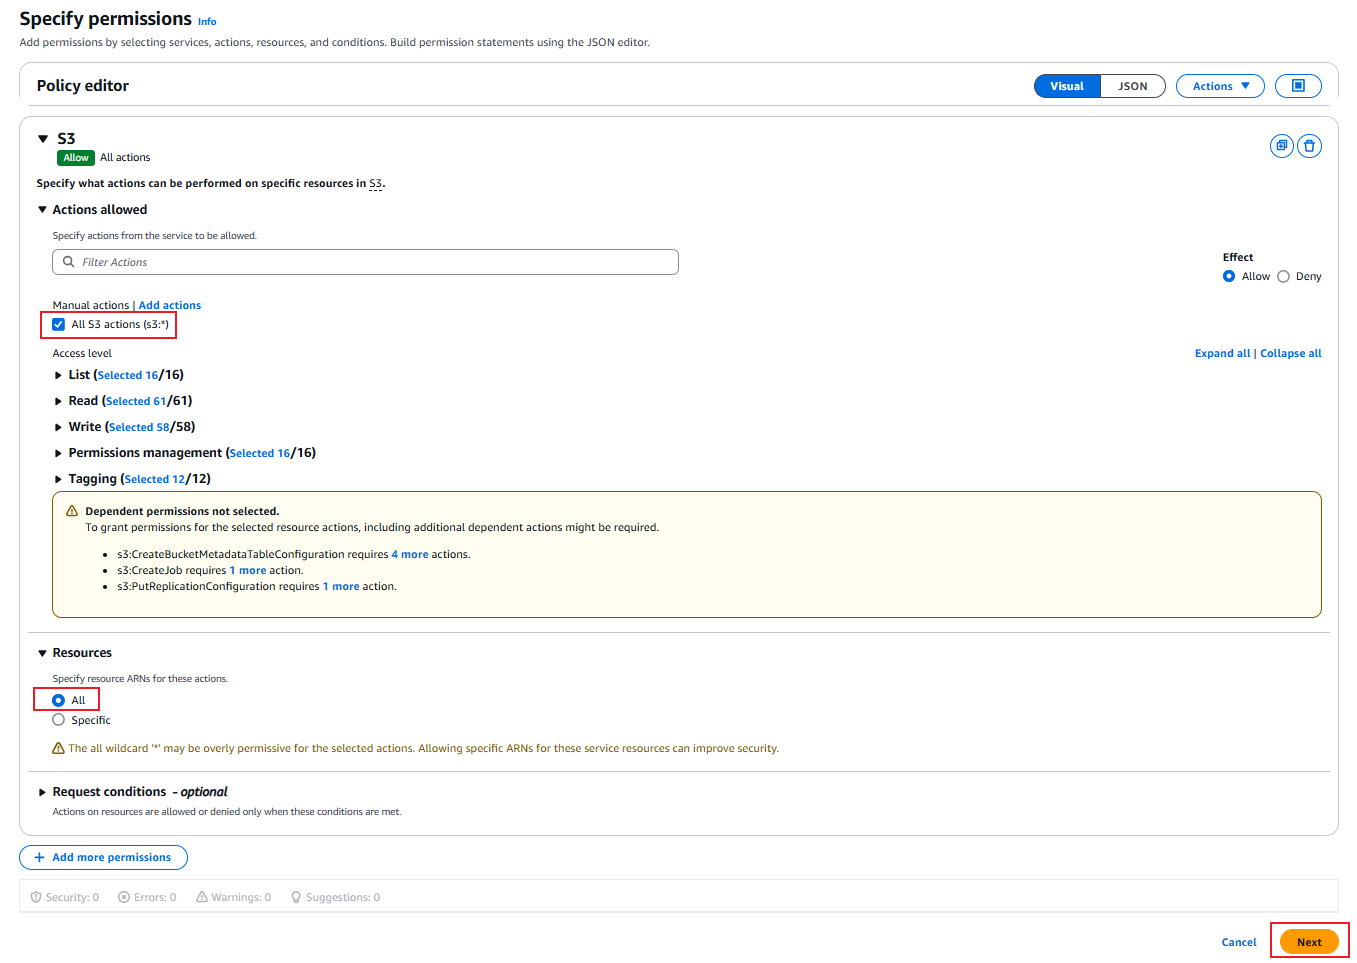 Specify permissions Info
Add permissions by selecting services, actions, resources, and conditions. Build permission statements using the JSON editor.
Policy editor
Visual JSON Actions
S3
Allow All actions
Specify what actions can be performed on specific resources in S3.
Actions allowed
Specify actions from the service to be allowed.
Filter Actions
Effect
Allow Deny
Manual actions | Add actions
All S3 actions (s3:*)
Access level
Expand all | Collapse all
List (Selected 16/16)
Read (Selected 61/61)
Write (Selected 58/58)
Permissions management (Selected 16/16)
Tagging (Selected 12/12)
Dependent permissions not selected.
To grant permissions for the selected resource actions, including additional dependent actions might be required.
• s3:CreateBucketMetadataTableConfiguration requires 4 more actions.
• s3:CreateJob requires 1 more action.
• s3:PutReplicationConfiguration requires 1 more action.
Resources
Specify resource ARNs for these actions.
All
Specific
The all wildcard '*' may be overly permissive for the selected actions. Allowing specific ARNs for these service resources can improve security.
Request conditions - optional
Actions on resources are allowed or denied only when these conditions are met.
+ Add more permissions
Security: 0 Errors: 0 Warnings: 0 Suggestions: 0
Cancel Next